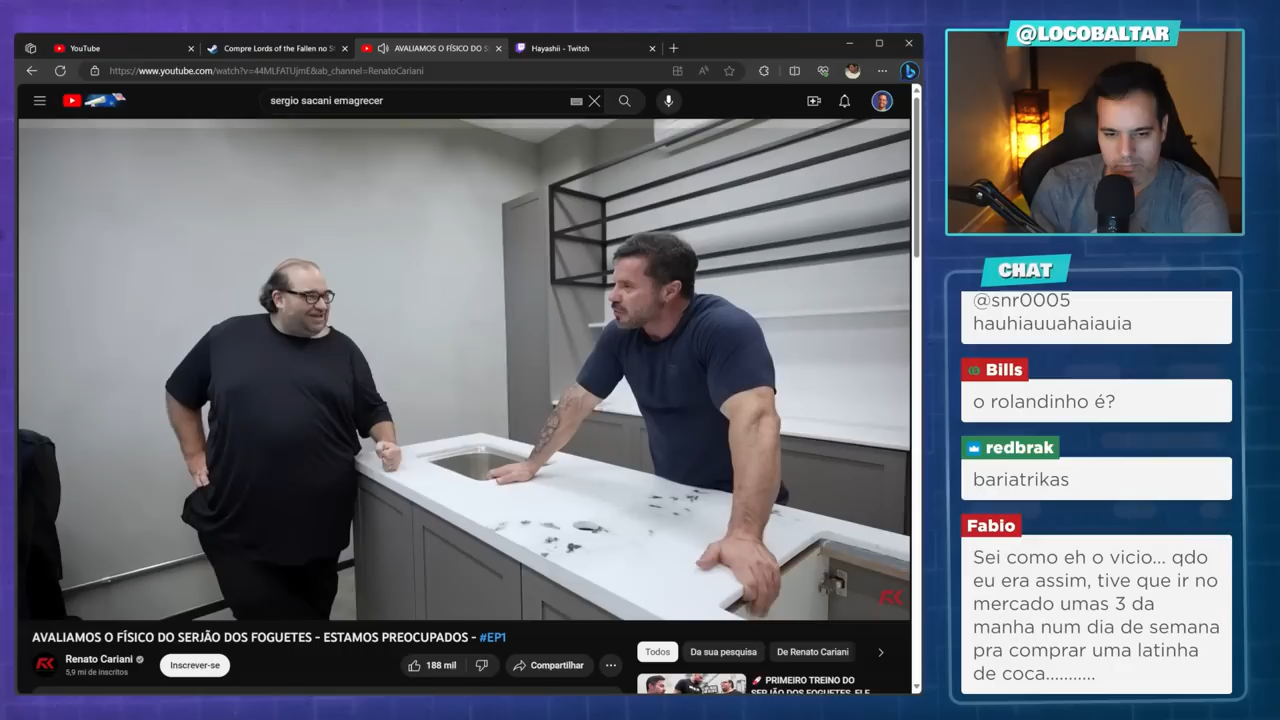 YouTube
Compre Lords of the Fallen no S
AVALIAMOS O FÍSICO DO S
Hayashii - Twitch
https://www.youtube.com/watch?v=44MLFATUjmE&ab_channel=RenatoCariani
sergio sacani emagrecer
AVALIAMOS O FÍSICO DO SERJÃO DOS FOGUETES - ESTAMOS PREOCUPADOS - #EP1
Renato Cariani
5,9 mi de inscritos
Inscrever-se
188 mil
Compartilhar
Todos
Da sua pesquisa
De Renato Cariani
PRIMEIRO TREINO DO
SERJÃO DOS FOGUETES. ELE
@LOCOBALTAR
CHAT
@snr0005
hauhiauuahaiauia
Bills
o rolandinho é?
redbrak
bariatrikas
Fabio
Sei como eh o vicio... qdo
eu era assim, tive que ir no
mercado umas 3 da
manha num dia de semana
pra comprar uma latinha
de coca...........